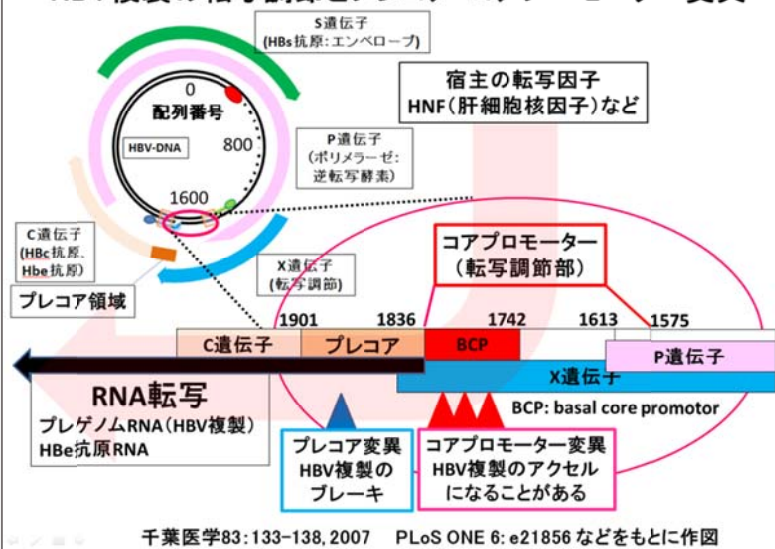 S遺伝子
(HBs抗原:エンベロープ)
0
配列番号
HBV-DNA
800
1600
P遺伝子
(ポリメラーゼ:
逆転写酵素)
宿主の転写因子
HNF(肝細胞核因子)など
C遺伝子
(HBc抗原、
Hbe抗原)
プレコア領域
X遺伝子
(転写調節)
コアプロモーター
(転写調節部)
1901
1836
1742
1613
1575
C遺伝子
プレコア
BCP
P遺伝子
X遺伝子
RNA転写
プレゲノムRNA(HBV複製)
HBe抗原RNA
BCP: basal core promotor
プレコア変異
HBV複製の
ブレーキ
コアプロモーター変異
HBV複製のアクセル
になることがある
千葉医学83:133-138,2007 PLoS ONE 6: e21856 などをもとに作図